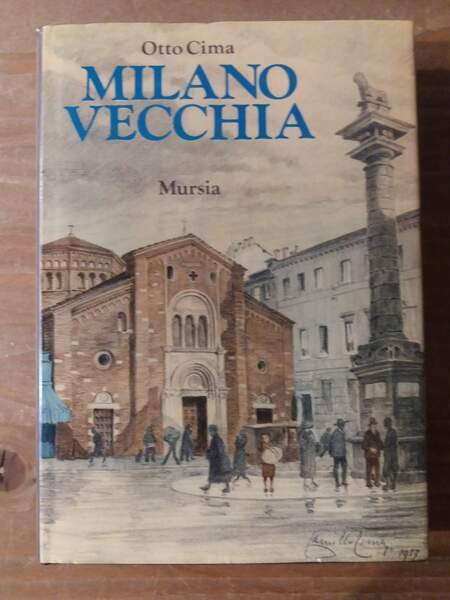 Otto Cima
MILANO
VECCHIA
Mursia